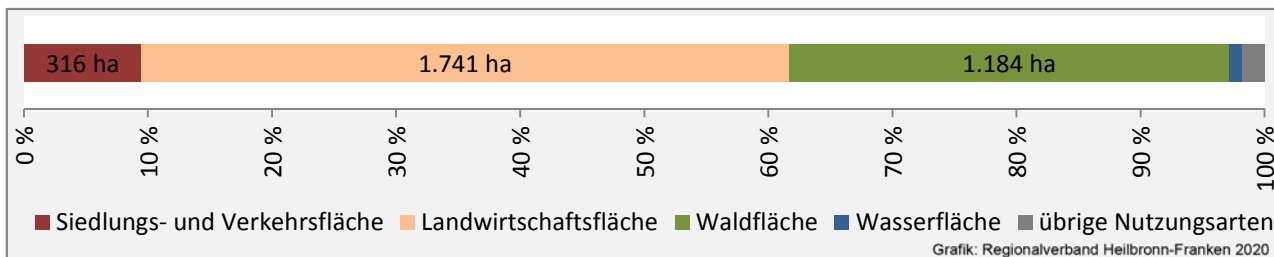 316 ha 1.741 ha 1.184 ha
0 % 10 % 20 % 30 % 40 % 50 % 60 % 70 % 80 % 90 % 100 %
Siedlungs- und Verkehrsfläche Landwirtschaftsfläche Waldfläche Wasserfläche übrige Nutzungsarten
Grafik: Regionalverband Heilbronn-Franken 2020